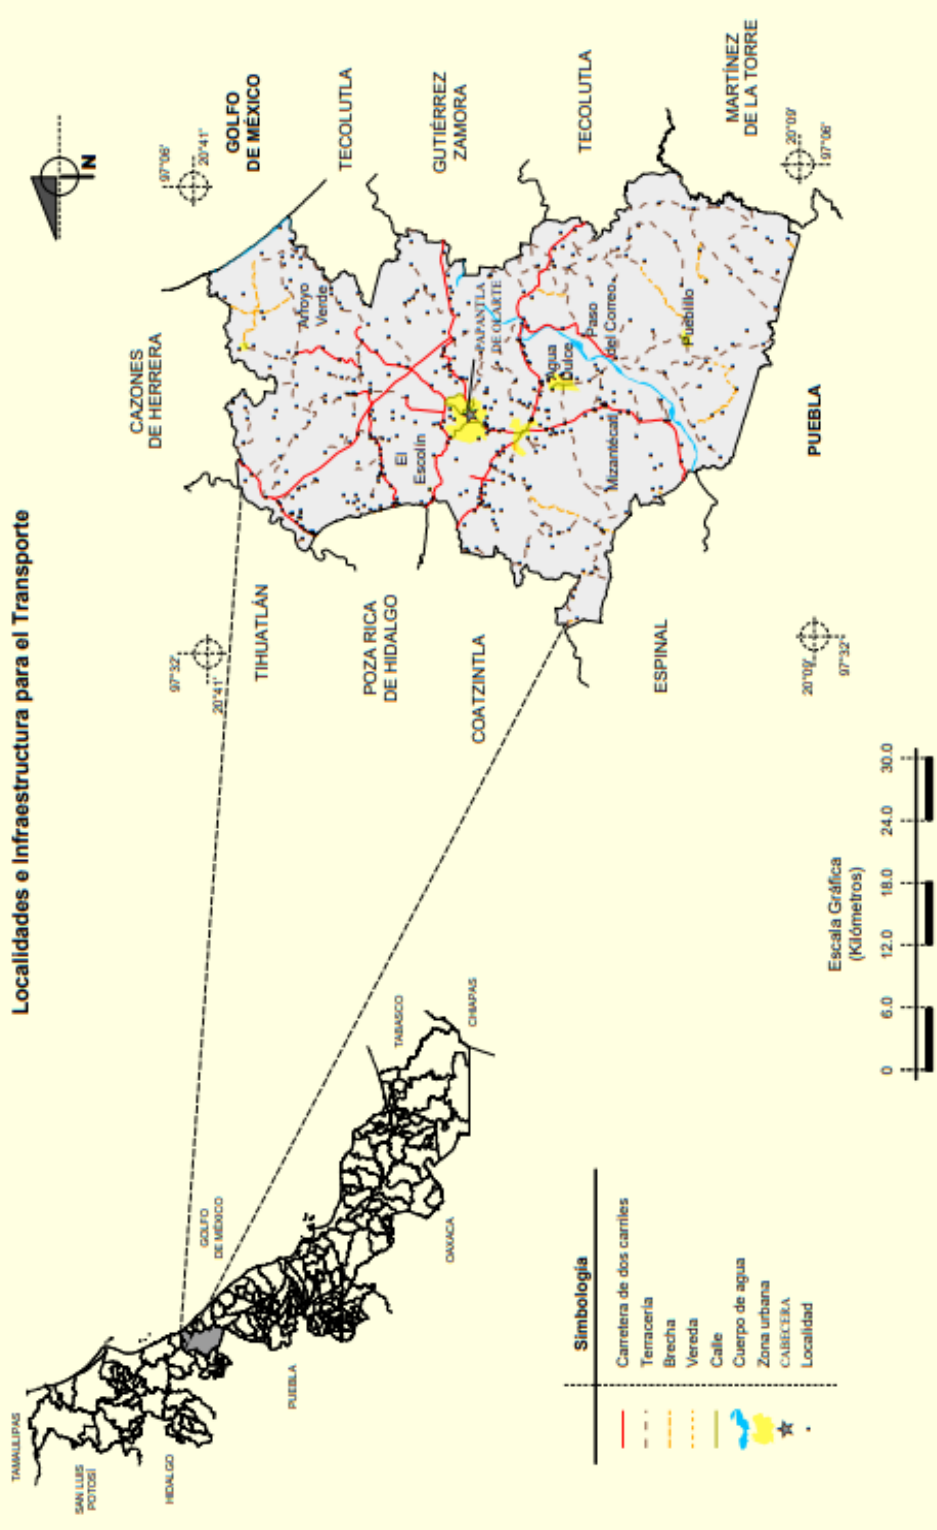 Localidades e Infraestructura para el Transporte
TAMAULIPAS
SAN LUIS
POTOSÍ
HIDALGO
PUEBLA
GOLFO
DE MÉXICO
OAXACA
TABASCO
CHIAPAS
N
97°32'
20°41'
97°06'
20°41'
TIHUATLÁN
CAZONES
DE HERRERA
GOLFO
DE MÉXICO
TECOLUTLA
GUTIÉRREZ
ZAMORA
TECOLUTLA
MARTÍNEZ
DE LA TORRE
POZA RICA
DE HIDALGO
COATZINTLA
ESPINAL
PUEBLA
Arroyo
Verde
El
Escolín
PAPANTLA
DE OLARTE
Agua
Dulce
Paso
del Correo
Mizantécatl
Pueblillo
20°09'
97°32'
20°09'
97°06'
Simbología
Carretera de dos carriles
Terracería
Brecha
Vereda
Calle
Cuerpo de agua
Zona urbana
CABECERA
Localidad
Escala Gráfica
(Kilómetros)
0 6.0 12.0 18.0 24.0 30.0